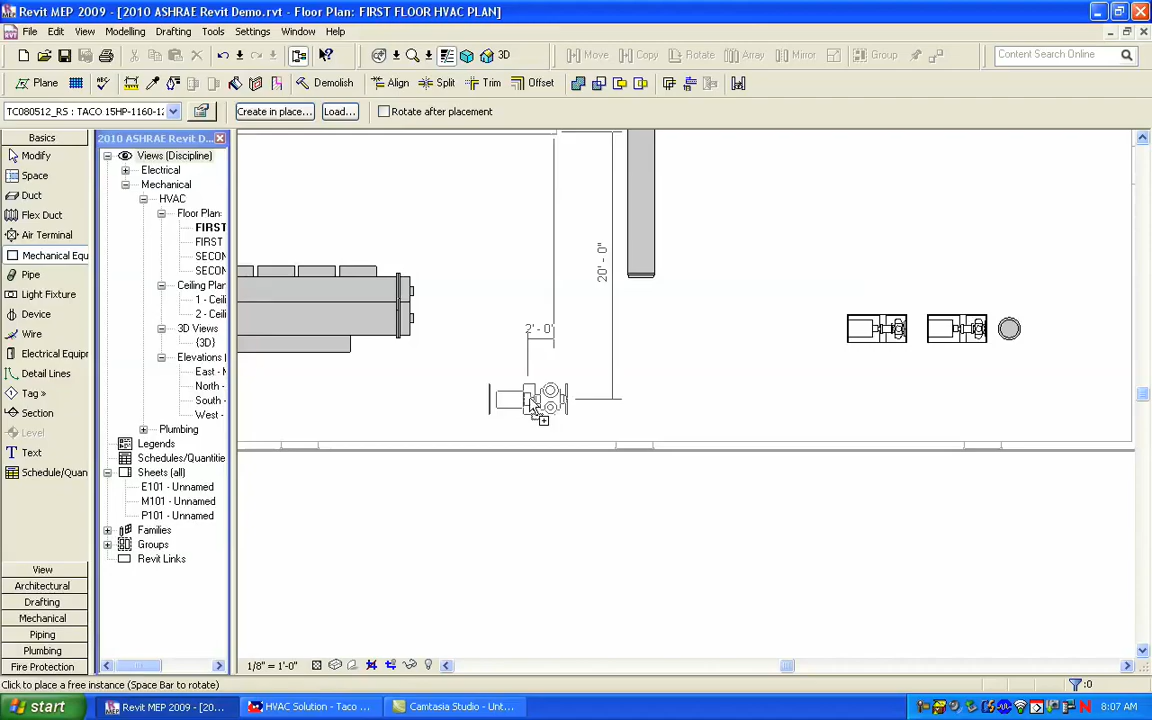 Revit MEP 2009 - [2010 ASHRAE Revit Demo.rvt - Floor Plan: FIRST FLOOR HVAC PLAN]
File Edit View Modelling Drafting Tools Settings Window Help
3D Move Copy Rotate Array Mirror Group Content Search Online
Plane Demolish Align Split Trim Offset
TC080512_RS : TACO 15HP-1160-12 Create in place... Load... Rotate after placement
Basics
Modify
Space
Duct
Flex Duct
Air Terminal
Mechanical Equ
Pipe
Light Fixture
Device
Wire
Electrical Equip
Detail Lines
Tag »
Section
Level
Text
Schedule/Quan
View
Architectural
Drafting
Mechanical
Piping
Plumbing
Fire Protection
2010 ASHRAE Revit D...
Views (Discipline)
Electrical
Mechanical
HVAC
Floor Plan:
FIRST
FIRST
SECON
SECON
Ceiling Plan
1 - Ceili
2 - Ceili
3D Views
{3D}
Elevations (
East - M
North -
South -
West -
Plumbing
Legends
Schedules/Quantitie
Sheets (all)
E101 - Unnamed
M101 - Unnamed
P101 - Unnamed
Families
Groups
Revit Links
20' - 0"
2' - 0"
1/8" = 1'-0"
Click to place a free instance (Space Bar to rotate) :0
start Revit MEP 2009 - [20... HVAC Solution - Taco ... Camtasia Studio - Unt... 8:07 AM